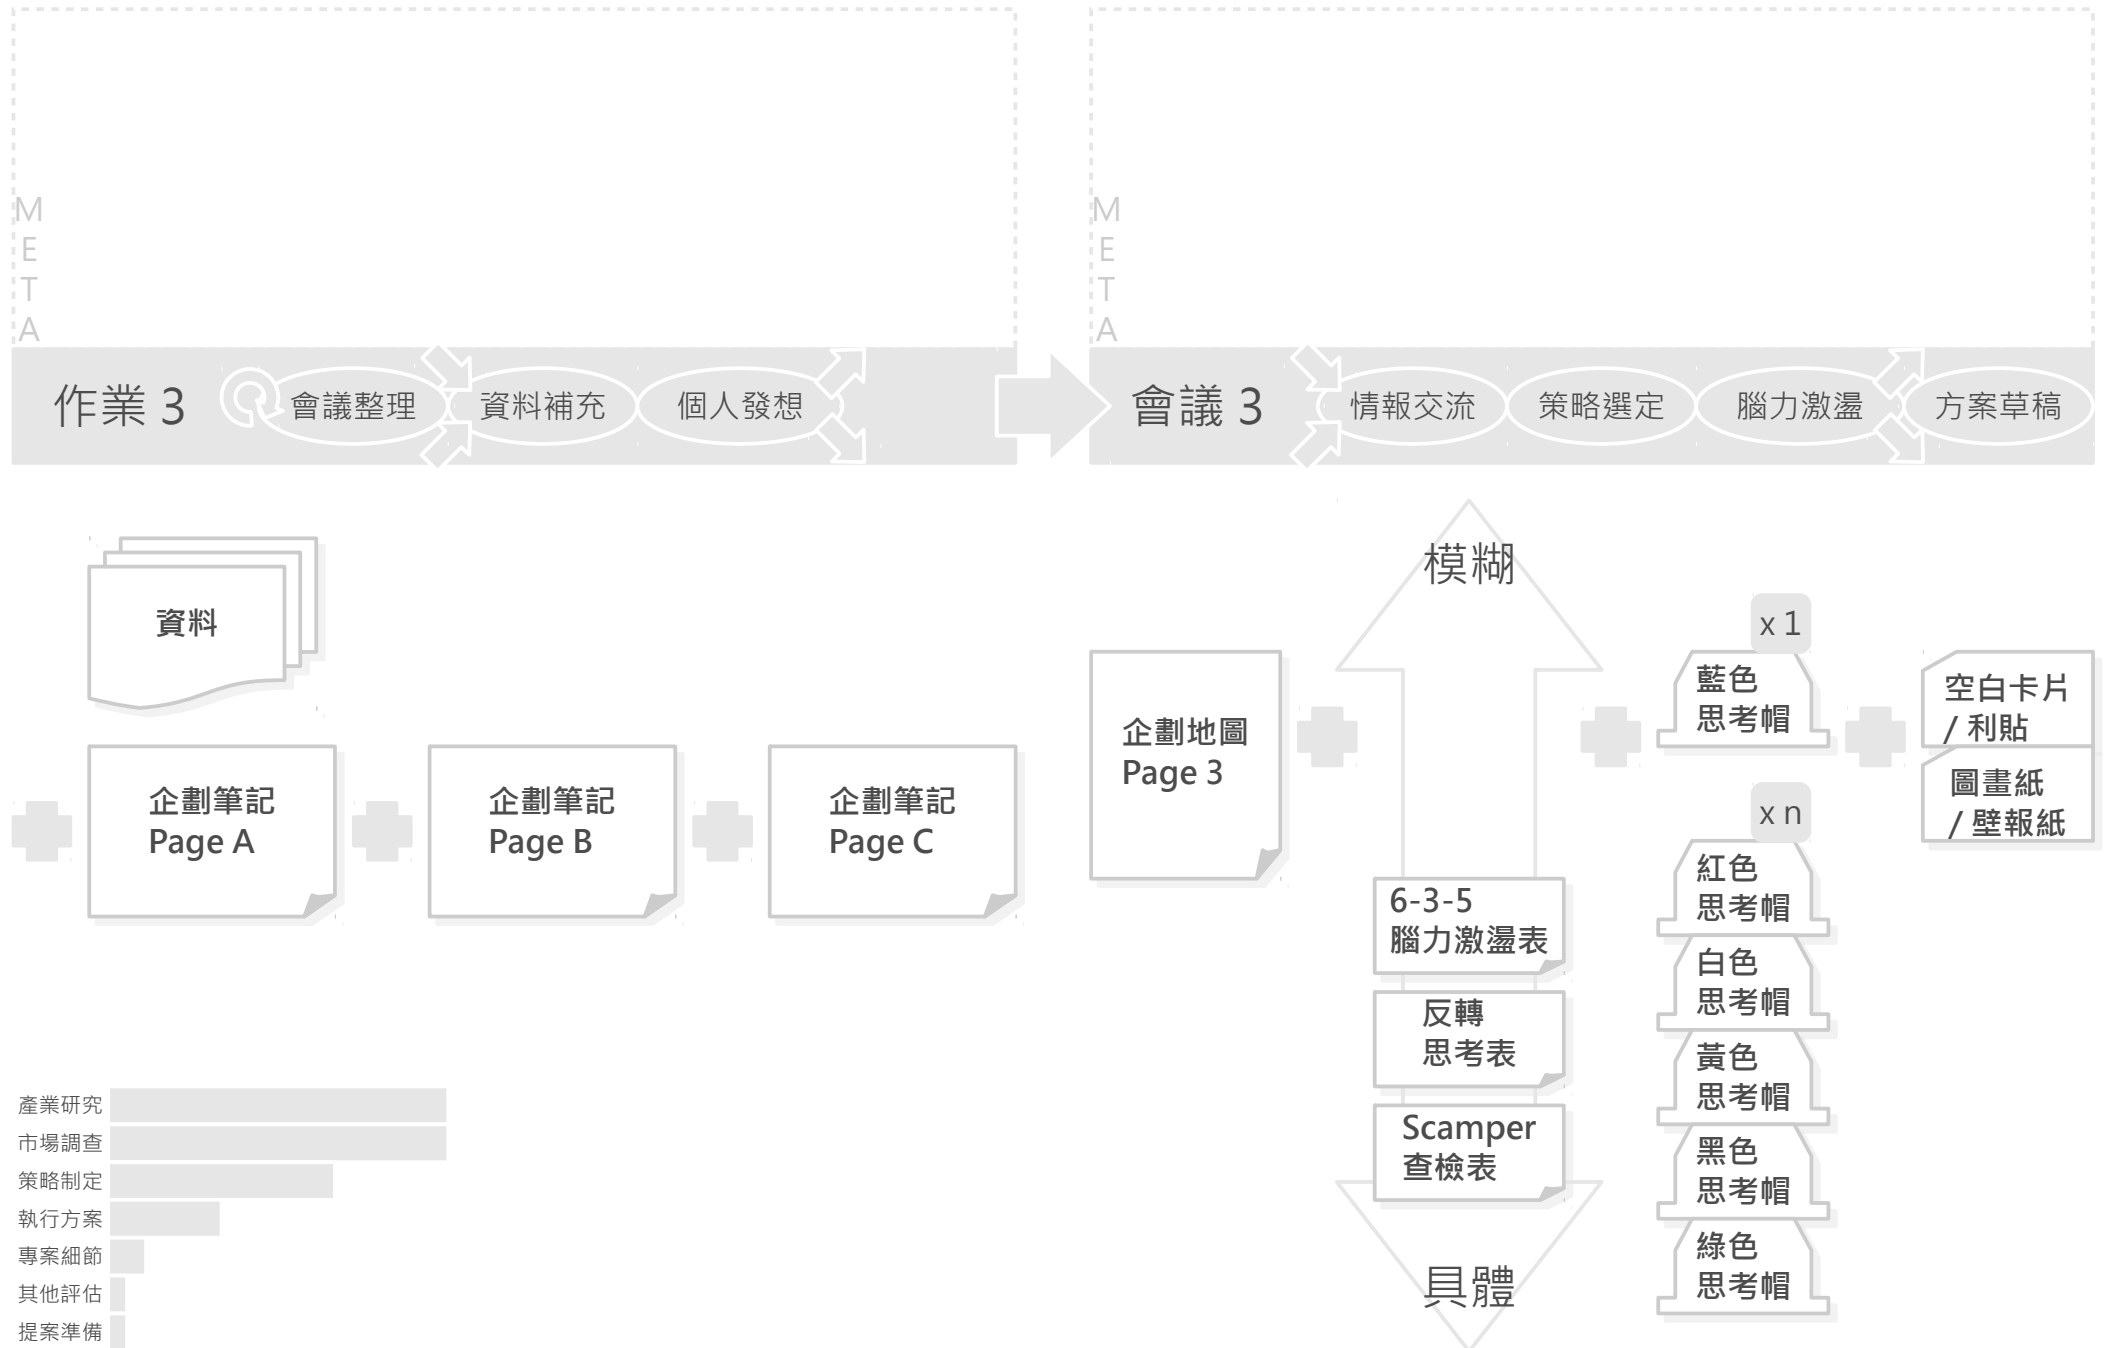 M
E
T
A
作業 3
會議整理
資料補充
個人發想
資料
企劃筆記
Page A
企劃筆記
Page B
企劃筆記
Page C
產業研究
市場調查
策略制定
執行方案
專案細節
其他評估
提案準備
M
E
T
A
會議 3
情報交流
策略選定
腦力激盪
方案草稿
企劃地圖
Page 3
模糊
6-3-5
腦力激盪表
反轉
思考表
Scamper
查檢表
具體
x 1
藍色
思考帽
x n
紅色
思考帽
白色
思考帽
黃色
思考帽
黑色
思考帽
綠色
思考帽
空白卡片
/ 利貼
圖畫紙
/ 壁報紙